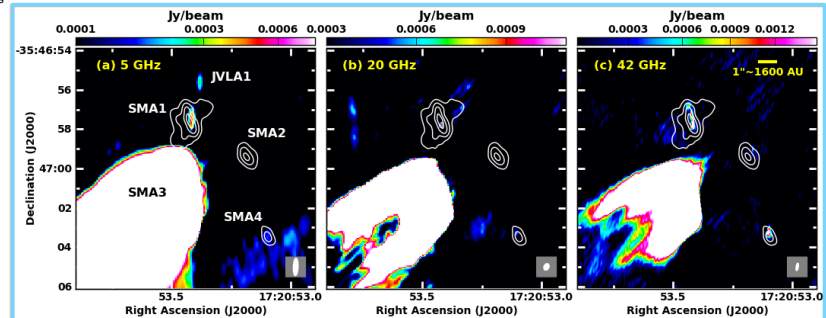 Jy/beam Jy/beam Jy/beam
0.0001 0.0003 0.0006 0.0003 0.0006 0.0009 0.0003 0.0006 0.0009 0.0012
-35:46:54
(a) 5 GHz (b) 20 GHz (c) 42 GHz
JVLA1
1"~1600 AU
56
SMA1
58
SMA2
47:00
SMA3
02
SMA4
04
06
53.5 17:20:53.0 53.5 17:20:53.0 53.5 17:20:53.0
Right Ascension (J2000) Right Ascension (J2000) Right Ascension (J2000)
Declination (J2000)